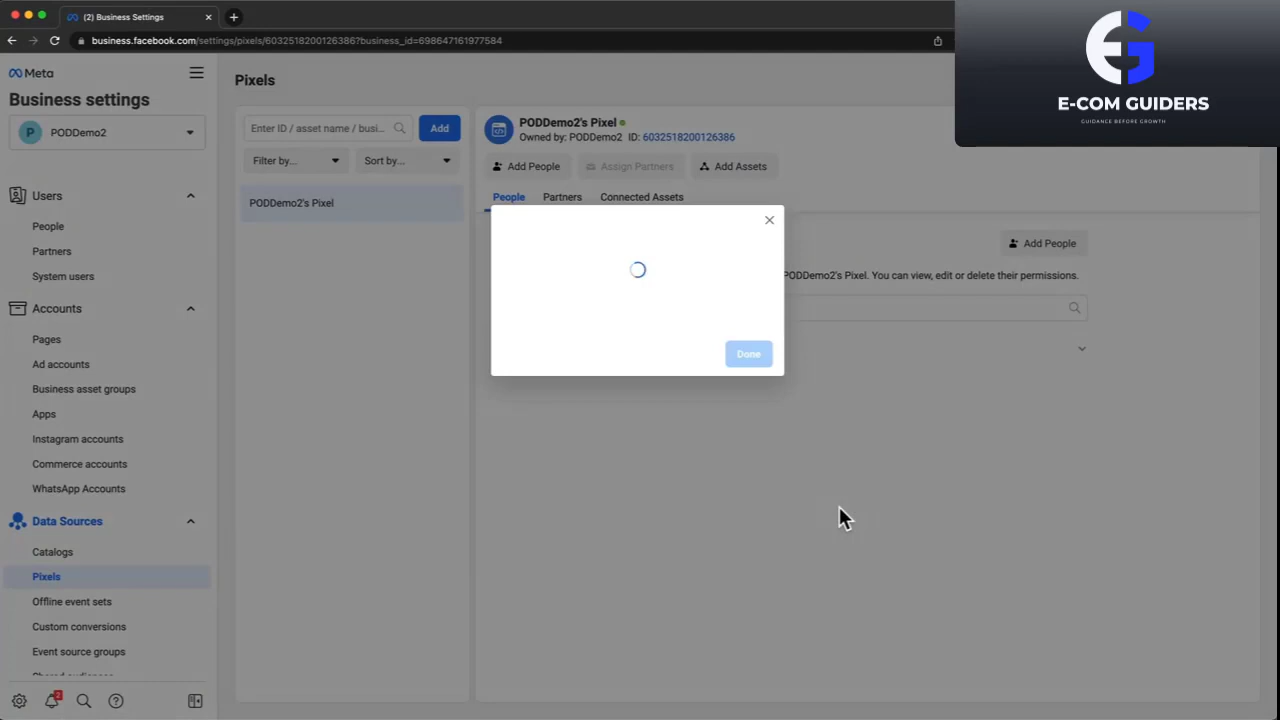 (2) Business Settings
business.facebook.com/settings/pixels/6032518200126386?business_id=698647161977584
E-COM GUIDERS
GUIDANCE BEFORE GROWTH
Meta
Business settings
P PODDemo2
Users
People
Partners
System users
Accounts
Pages
Ad accounts
Business asset groups
Apps
Instagram accounts
Commerce accounts
WhatsApp Accounts
Data Sources
Catalogs
Pixels
Offline event sets
Custom conversions
Event source groups
Shared audiences
2
Pixels
Enter ID / asset name / busi...
Add
Filter by...
Sort by...
PODDemo2's Pixel
PODDemo2's Pixel
Owned by: PODDemo2 ID: 6032518200126386
Add People
Assign Partners
Add Assets
People
Partners
Connected Assets
Add People
PODDemo2's Pixel. You can view, edit or delete their permissions.
Done